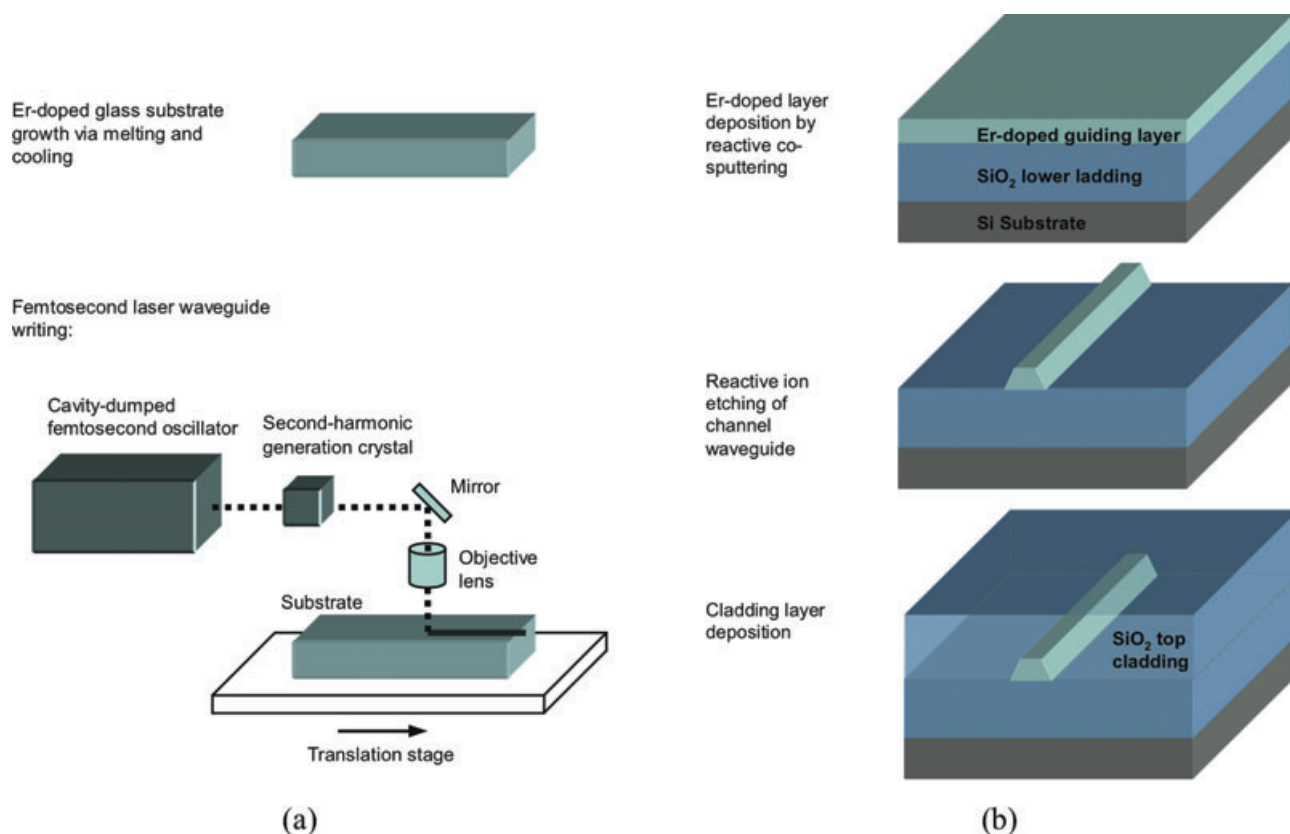 Er-doped glass substrate
growth via melting and
cooling
Femtosecond laser waveguide
writing:
Cavity-dumped
femtosecond oscillator
Second-harmonic
generation crystal
Mirror
Objective
lens
Substrate
Translation stage
(a)
Er-doped layer
deposition by
reactive co-
sputtering
Er-doped guiding layer
SiO₂ lower ladding
Si Substrate
Reactive ion
etching of
channel
waveguide
Cladding layer
deposition
SiO₂ top
cladding
(b)